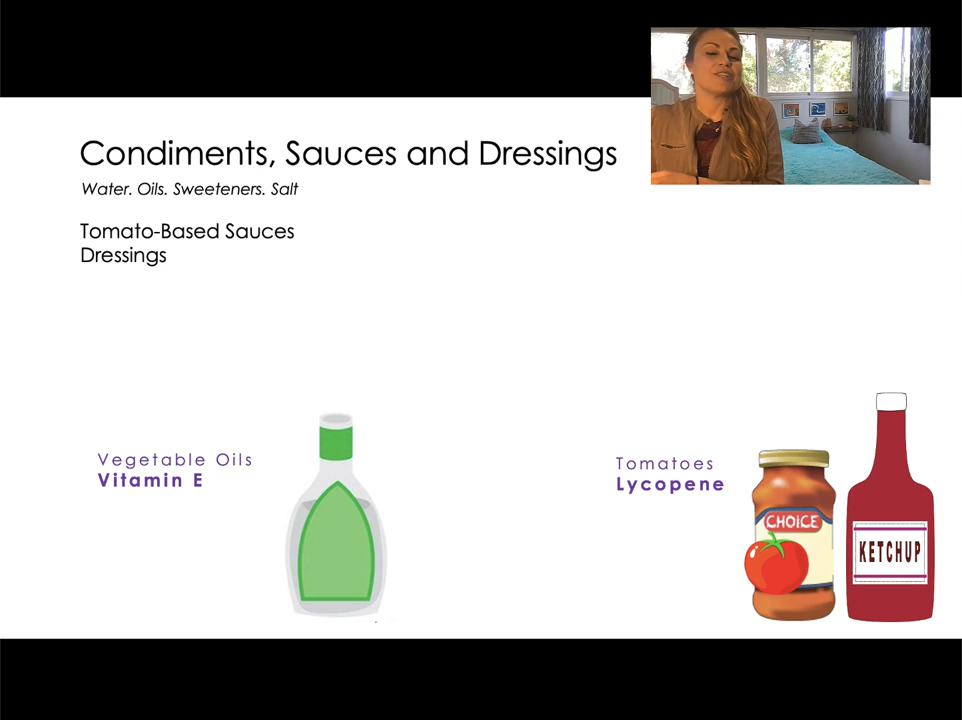 Condiments, Sauces and Dressings
Water. Oils. Sweeteners. Salt
Tomato-Based Sauces
Dressings
Vegetable Oils
Vitamin E
Tomatoes
Lycopene
CHOICE
KETCHUP